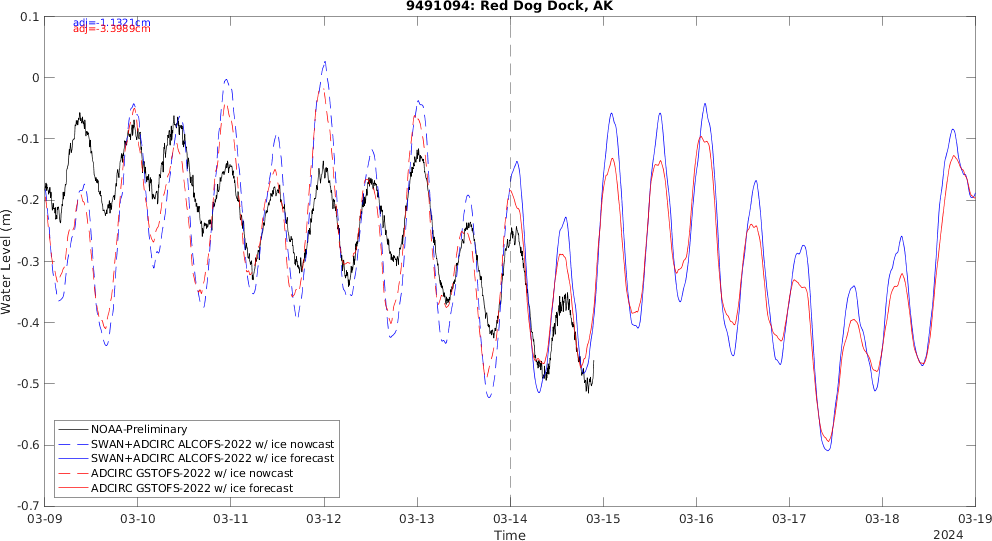 9491094: Red Dog Dock, AK
adj=-1.1321cm
adj=-3.3989cm
0.1
0
-0.1
-0.2
-0.3
-0.4
-0.5
-0.6
-0.7
Water Level (m)
NOAA-Preliminary
SWAN+ADCIRC ALCOFS-2022 w/ ice nowcast
SWAN+ADCIRC ALCOFS-2022 w/ ice forecast
ADCIRC GSTOFS-2022 w/ ice nowcast
ADCIRC GSTOFS-2022 w/ ice forecast
03-09 03-10 03-11 03-12 03-13 03-14 03-15 03-16 03-17 03-18 03-19
Time
2024